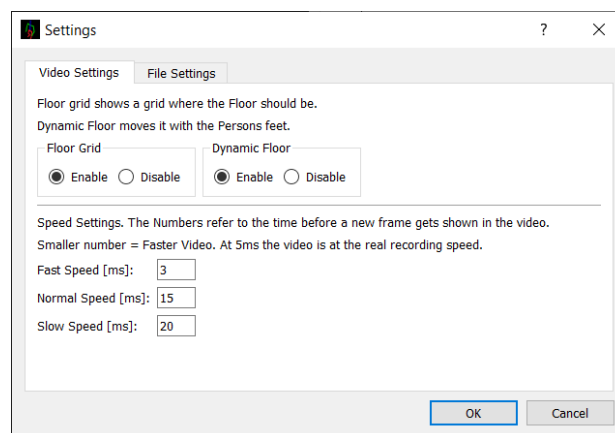 Settings
?
Video Settings File Settings
Floor grid shows a grid where the Floor should be.
Dynamic Floor moves it with the Persons feet.
Floor Grid Dynamic Floor
Enable Disable Enable Disable
Speed Settings. The Numbers refer to the time before a new frame gets shown in the video.
Smaller number = Faster Video. At 5ms the video is at the real recording speed.
Fast Speed [ms]: 3
Normal Speed [ms]: 15
Slow Speed [ms]: 20
OK Cancel